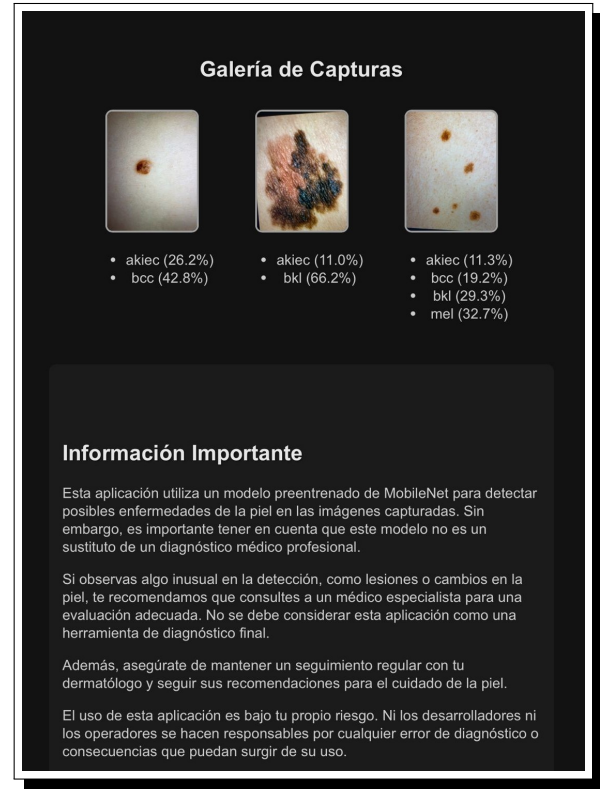 Galería de Capturas
• akiec (26.2%)
• bcc (42.8%)
• akiec (11.0%)
• bkl (66.2%)
• akiec (11.3%)
• bcc (19.2%)
• bkl (29.3%)
• mel (32.7%)
Información Importante
Esta aplicación utiliza un modelo preentrenado de MobileNet para detectar
posibles enfermedades de la piel en las imágenes capturadas. Sin
embargo, es importante tener en cuenta que este modelo no es un
sustituto de un diagnóstico médico profesional.
Si observas algo inusual en la detección, como lesiones o cambios en la
piel, te recomendamos que consultes a un médico especialista para una
evaluación adecuada. No se debe considerar esta aplicación como una
herramienta de diagnóstico final.
Además, asegúrate de mantener un seguimiento regular con tu
dermatólogo y seguir sus recomendaciones para el cuidado de la piel.
El uso de esta aplicación es bajo tu propio riesgo. Ni los desarrolladores ni
los operadores se hacen responsables por cualquier error de diagnóstico o
consecuencias que puedan surgir de su uso.